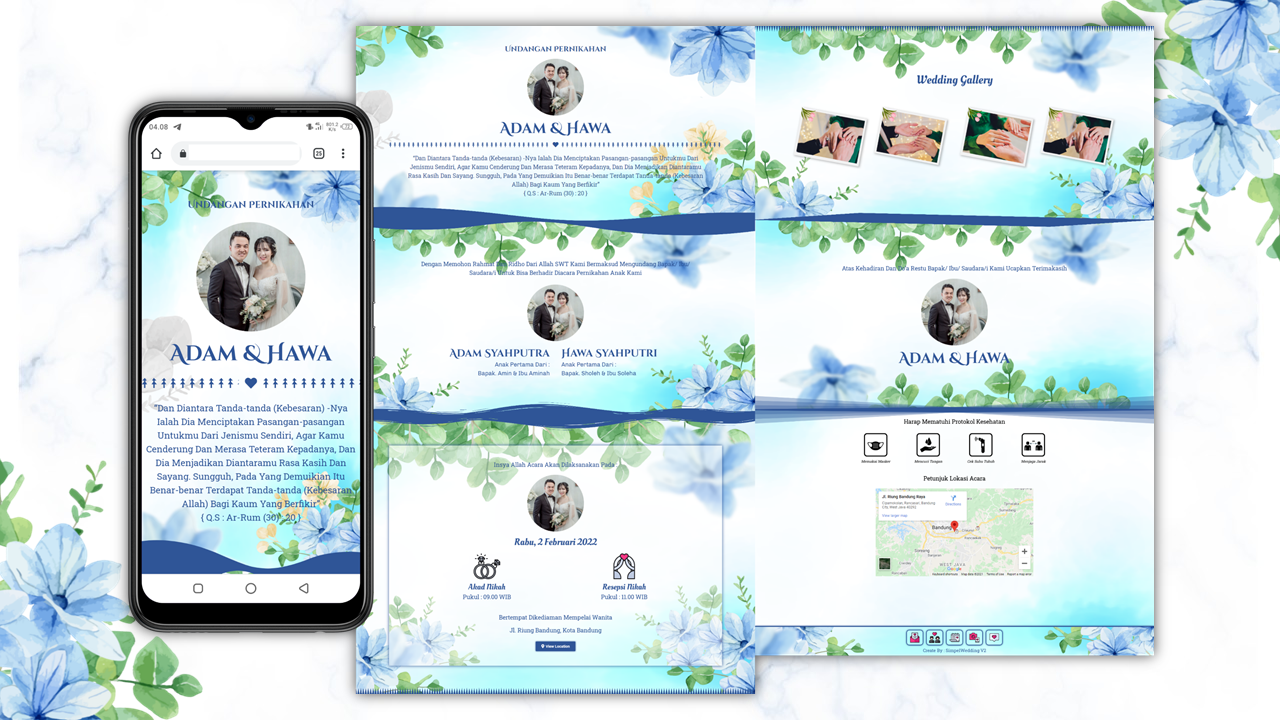 04.08
801.2
K/s
25
UNDANGAN PERNIKAHAN
ADAM & HAWA
"Dan Diantara Tanda-tanda (Kebesaran) -Nya
Ialah Dia Menciptakan Pasangan-pasangan
Untukmu Dari Jenismu Sendiri, Agar Kamu
Cenderung Dan Merasa Teteram Kepadanya, Dan
Dia Menjadikan Diantaramu Rasa Kasih Dan
Sayang. Sungguh, Pada Yang Demuikian Itu
Benar-benar Terdapat Tanda-tanda (Kebesaran
Allah) Bagi Kaum Yang Berfikir"
( Q.S : Ar-Rum (30) : 20 )
UNDANGAN PERNIKAHAN
ADAM & HAWA
"Dan Diantara Tanda-tanda (Kebesaran) -Nya Ialah Dia Menciptakan Pasangan-pasangan Untukmu Dari
Jenismu Sendiri, Agar Kamu Cenderung Dan Merasa Teteram Kepadanya, Dan Dia Menjadikan Diantaramu
Rasa Kasih Dan Sayang. Sungguh, Pada Yang Demuikian Itu Benar-benar Terdapat Tanda-tanda (Kebesaran
Allah) Bagi Kaum Yang Berfikir"
( Q.S : Ar-Rum (30) : 20 )
Dengan Memohon Rahmat Dan Ridho Dari Allah SWT Kami Bermaksud Mengundang Bapak/ Ibu/
Saudara/i Untuk Bisa Berhadir Diacara Pernikahan Anak Kami
ADAM SYAHPUTRA HAWA SYAHPUTRI
Anak Pertama Dari : Anak Pertama Dari :
Bapak. Amin & Ibu Aminah Bapak. Sholeh & Ibu Soleha
Insya Allah Acara Akan Dilaksanakan Pada :
Rabu, 2 Februari 2022
Akad Nikah Resepsi Nikah
Pukul : 09.00 WIB Pukul : 11:00 WIB
Bertempat Dikediaman Mempelai Wanita
Jl. Riung Bandung, Kota Bandung
View Location
Wedding Gallery
Atas Kehadiran Dan Do'a Restu Bapak/ Ibu/ Saudara/i Kami Ucapkan Terimakasih
ADAM & HAWA
Harap Mematuhi Protokol Kesehatan
Memakai Masker Mencuci Tangan Cek Suhu Tubuh Menjaga Jarak
Petunjuk Lokasi Acara
Jl. Riung Bandung Raya
Directions
View larger map
Bandung
WEST JAVA
Google
Create By : SimpelWedding V2